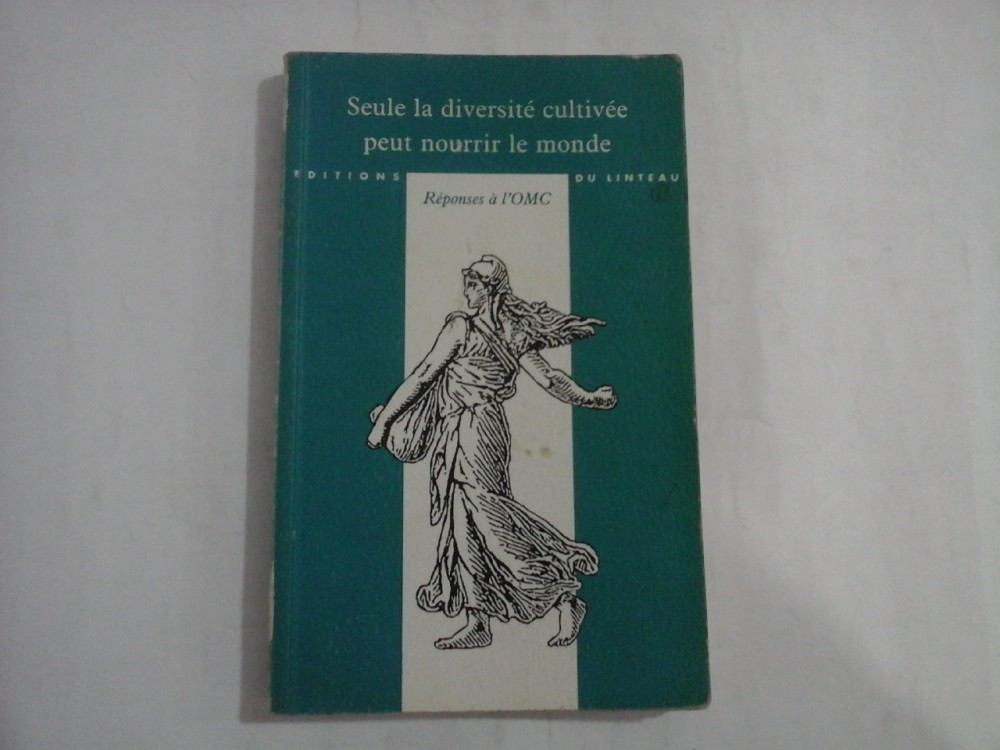 Seule la diversité cultivée
peut nourrir le monde
EDITIONS DU LINTEAU
Réponses à l'OMC